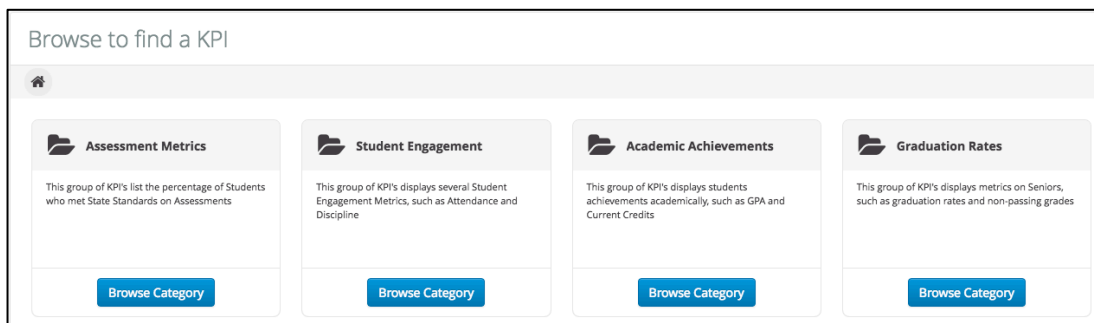 Browse to find a KPI
Assessment Metrics
This group of KPI's list the percentage of Students
who met State Standards on Assessments
Browse Category
Student Engagement
This group of KPI's displays several Student
Engagement Metrics, such as Attendance and
Discipline
Browse Category
Academic Achievements
This group of KPI's displays students
achievements academically, such as GPA and
Current Credits
Browse Category
Graduation Rates
This group of KPI's displays metrics on Seniors,
such as graduation rates and non-passing grades
Browse Category